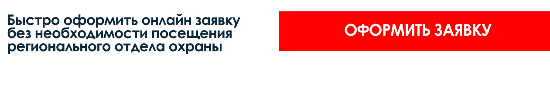 Быстро оформить онлайн заявку
без необходимости посещения
регионального отдела охраны
ОФОРМИТЬ ЗАЯВКУ